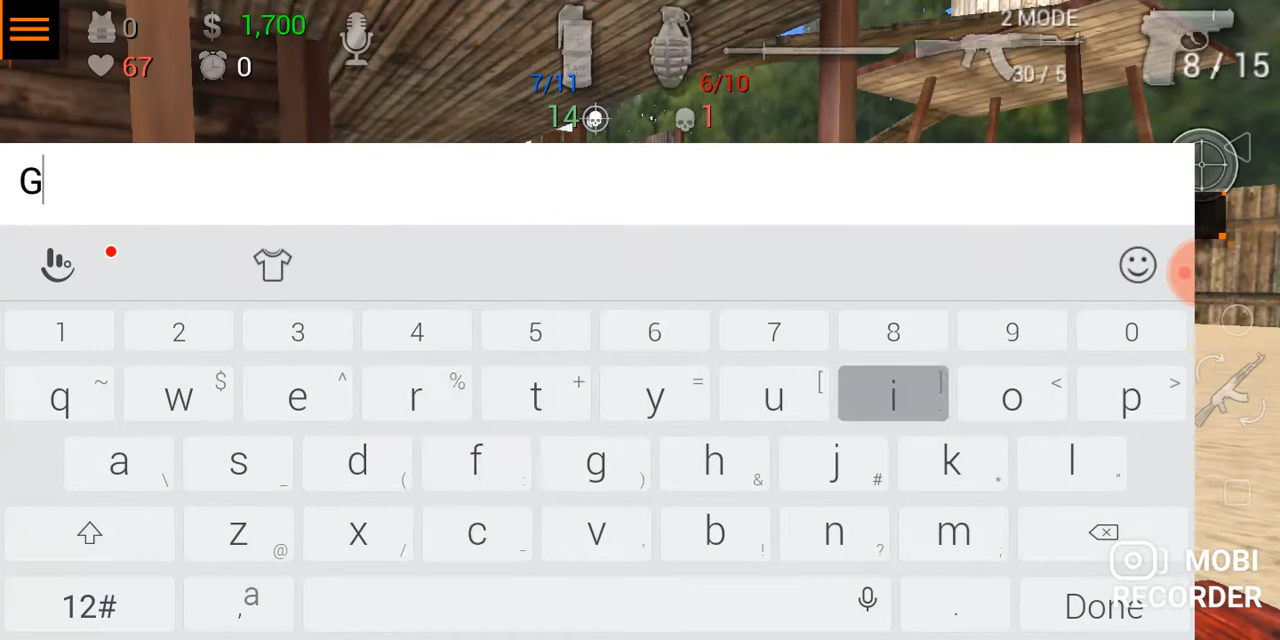 0 $ 1,700 2 MODE
67 0 7/11 6/10 30 / 5 8 / 15
14 1
G
1 2 3 4 5 6 7 8 9 0
q ~ w $ e ^ r % t + y = u [ i ] o < p >
a \ s _ d ( f : g ) h & j # k * l "
z @ x / c - v , b ! n ? m ;
12# , a . Done
MOBI
RECORDER